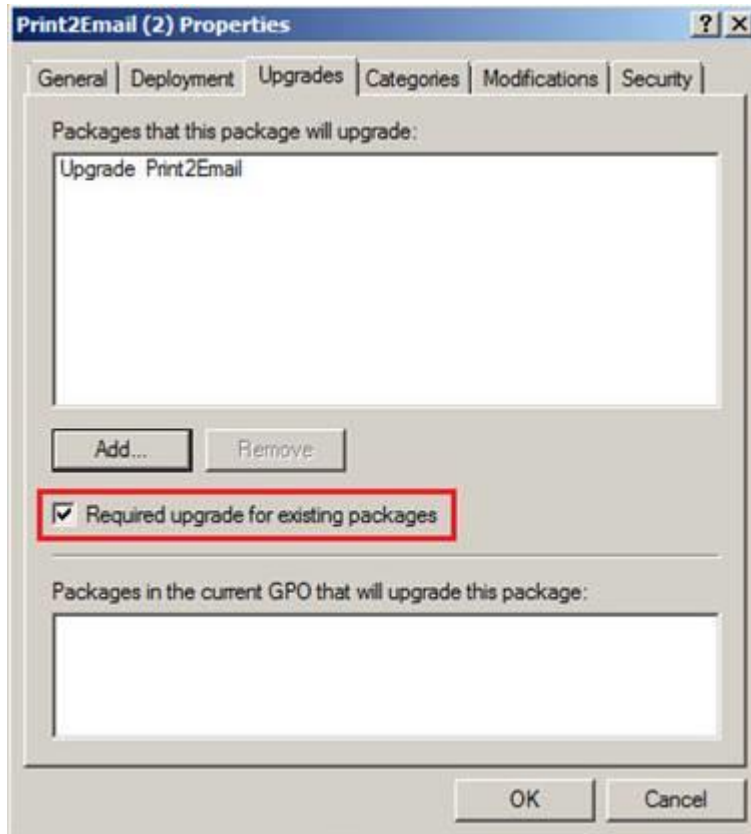 Print2Email (2) Properties
General Deployment Upgrades Categories Modifications Security
Packages that this package will upgrade:
Upgrade Print2Email
Add... Remove
Required upgrade for existing packages
Packages in the current GPO that will upgrade this package:
OK Cancel